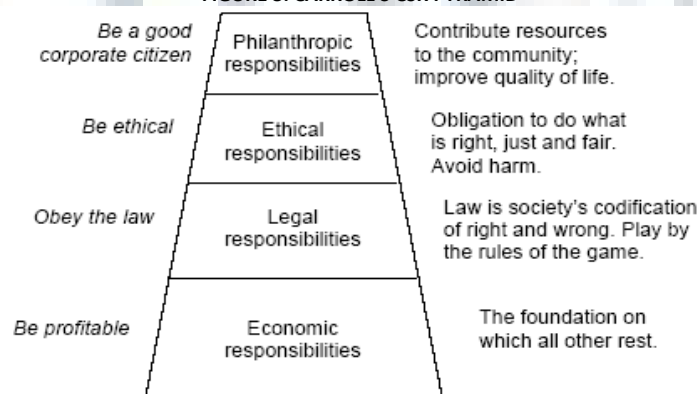 Be a good
corporate citizen
Philanthropic
responsibilities
Contribute resources
to the community;
improve quality of life.
Be ethical
Ethical
responsibilities
Obligation to do what
is right, just and fair.
Avoid harm.
Obey the law
Legal
responsibilities
Law is society's codification
of right and wrong. Play by
the rules of the game.
Be profitable
Economic
responsibilities
The foundation on
which all other rest.